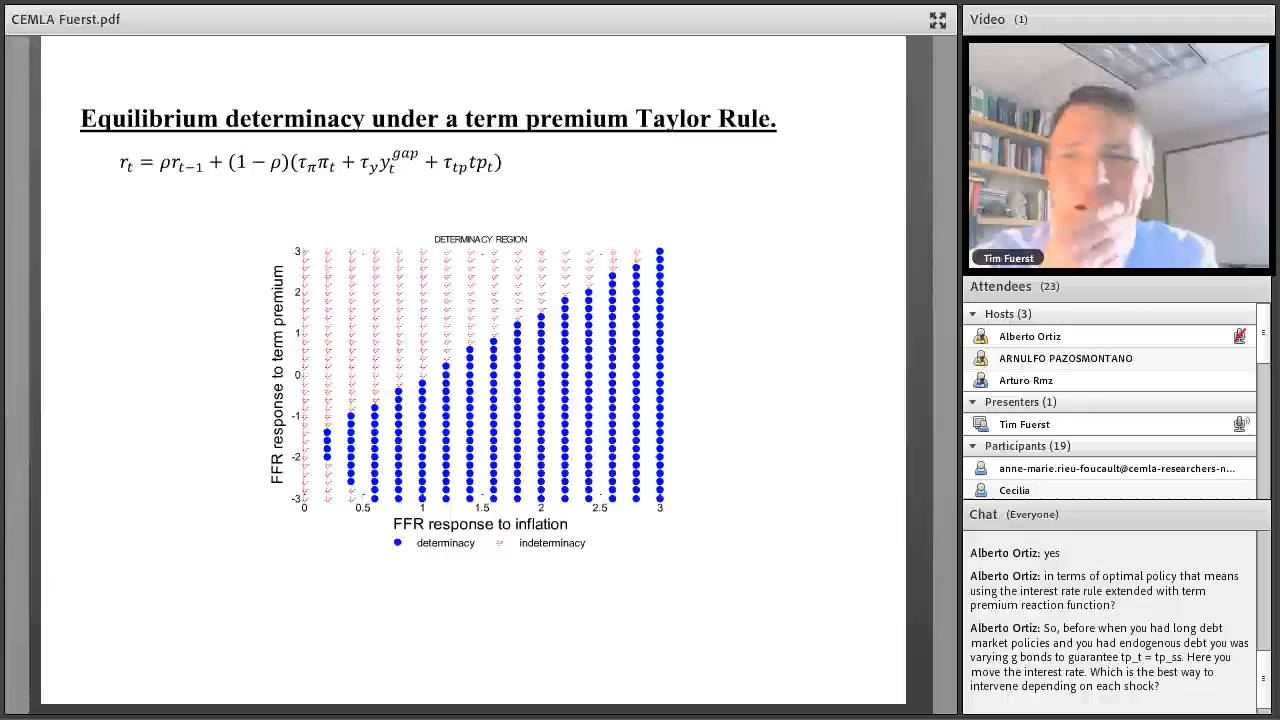 CEMLA Fuerst.pdf
Equilibrium determinacy under a term premium Taylor Rule.
r_t = ρr_{t−1} + (1 − ρ)(τ_π π_t + τ_y y_t^{gap} + τ_{tp} tp_t)
DETERMINACY REGION
3
2
1
0
-1
-2
-3
FFR response to term premium
0 0.5 1 1.5 2 2.5 3
FFR response to inflation
determinacy indeterminacy
Video (1)
Tim Fuerst
Attendees (23)
Hosts (3)
Alberto Ortiz
ARNULFO PAZOSMONTANO
Arturo Rmz
Presenters (1)
Tim Fuerst
Participants (19)
anne-marie.rieu-foucault@cemla-researchers-n...
Cecilia
Chat (Everyone)
Alberto Ortiz: yes
Alberto Ortiz: in terms of optimal policy that means
using the interest rate rule extended with term
premium reaction function?
Alberto Ortiz: So, before when you had long debt
market policies and you had endogenous debt you was
varying g bonds to guarantee tp_t = tp_ss. Here you
move the interest rate. Which is the best way to
intervene depending on each shock?